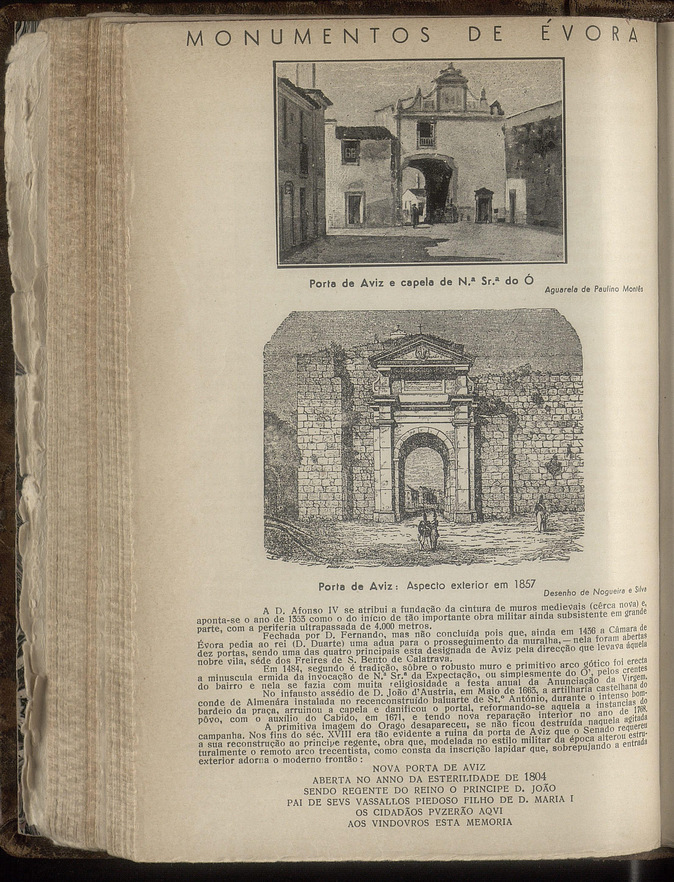 MONUMENTOS DE ÉVORA
Porta de Aviz e capela de N.ª Sr.ª do Ó
Aguarela de Paulino Montês
Porta de Aviz: Aspecto exterior em 1857
Desenho de Nogueira e Silva
A D. Afonso IV se atribui a fundação da cintura de muros medievais (cêrca nova) e,
aponta-se o ano de 1353 como o do início de tão importante obra militar ainda subsistente em grande
parte, com a periferia ultrapassada de 4.000 metros.
Fechada por D. Fernando, mas não concluída pois que, ainda em 1436 a Câmara de
Évora pedia ao rei (D. Duarte) uma adua para o prosseguimento da muralha, — nela foram abertas
dez portas, sendo uma das quatro principais esta designada de Aviz pela direcção que levava àquela
nobre vila, séde dos Freires de S. Bento de Calatrava.
Em 1484, segundo é tradição, sôbre o robusto muro e primitivo arco gótico foi erecta
a minuscula ermida da invocação de N.ª Sr.ª da Expectação, ou simplesmente do Ó, pelos crentes
do bairro e nela se fazia com muita religiosidade a festa anual da Anunciação da Virgem.
No infausto assédio de D. João d'Austria, em Maio de 1663, a artilharia castelhana do
conde de Almenára instalada no reconcenstruído baluarte de St.º António, durante o intenso bom-
bardeio da praça, arruinou a capela e danificou o portal, reformando-se aquela a instancias do
pôvo, com o auxílio do Cabido, em 1671, e tendo nova reparação interior no ano de 1768.
A primitiva imagem do Orago desapareceu, se não ficou destruída naquela agitada
campanha. Nos fins do séc. XVIII era tão evidente a ruina da porta de Aviz que o Senado requereu
a sua reconstrução ao principe regente, obra que, modelada no estilo militar da época alterou estru-
turalmente o remoto arco trecentista, como consta da inscrição lapidar que, sobrepujando a entrada
exterior adorna o moderno frontão:
NOVA PORTA DE AVIZ
ABERTA NO ANNO DA ESTERILIDADE DE 1804
SENDO REGENTE DO REINO O PRINCIPE D. JOÃO
PAI DE SEVS VASSALLOS PIEDOSO FILHO DE D. MARIA I
OS CIDADÃOS PVZERÃO AQVI
AOS VINDOVROS ESTA MEMORIA